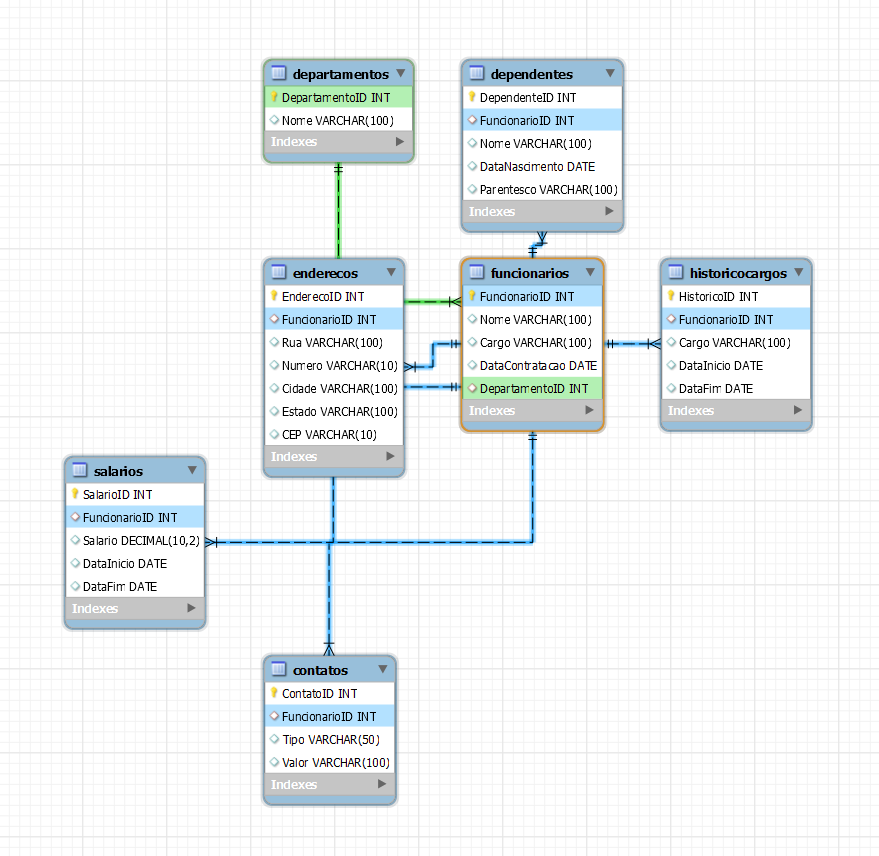 departamentos
DepartamentoID INT
Nome VARCHAR(100)
Indexes
dependentes
DependenteID INT
FuncionarioID INT
Nome VARCHAR(100)
DataNascimento DATE
Parentesco VARCHAR(100)
Indexes
enderecos
EnderecoID INT
FuncionarioID INT
Rua VARCHAR(100)
Numero VARCHAR(10)
Cidade VARCHAR(100)
Estado VARCHAR(100)
CEP VARCHAR(10)
Indexes
funcionarios
FuncionarioID INT
Nome VARCHAR(100)
Cargo VARCHAR(100)
DataContratacao DATE
DepartamentoID INT
Indexes
historicocargos
HistoricoID INT
FuncionarioID INT
Cargo VARCHAR(100)
DataInicio DATE
DataFim DATE
Indexes
salarios
SalarioID INT
FuncionarioID INT
Salario DECIMAL(10,2)
DataInicio DATE
DataFim DATE
Indexes
contatos
ContatoID INT
FuncionarioID INT
Tipo VARCHAR(50)
Valor VARCHAR(100)
Indexes